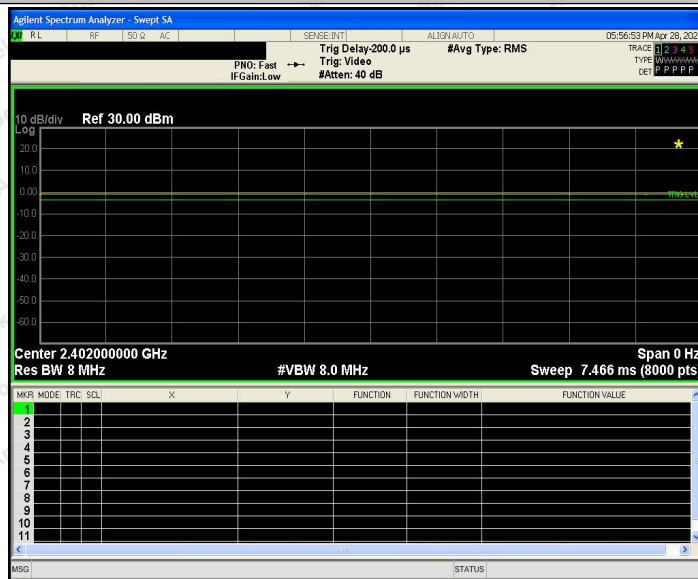 Agilent Spectrum Analyzer - Swept SA
RL RF 50 Ω AC SENSE:INT ALIGN AUTO 05:56:53 PM Apr 28, 202
Trig Delay-200.0 µs #Avg Type: RMS TRACE 1 2 3 4 5
PNO: Fast Trig: Video TYPE
IFGain:Low #Atten: 40 dB DET P P P P P
10 dB/div Ref 30.00 dBm
Log
20.0
10.0
0.00 TRIG LVL
-10.0
-20.0
-30.0
-40.0
-50.0
-60.0
Center 2.402000000 GHz Span 0 Hz
Res BW 8 MHz #VBW 8.0 MHz Sweep 7.466 ms (8000 pts
MKR MODE TRC SCL X Y FUNCTION FUNCTION WIDTH FUNCTION VALUE
1
2
3
4
5
6
7
8
9
10
11
MSG STATUS